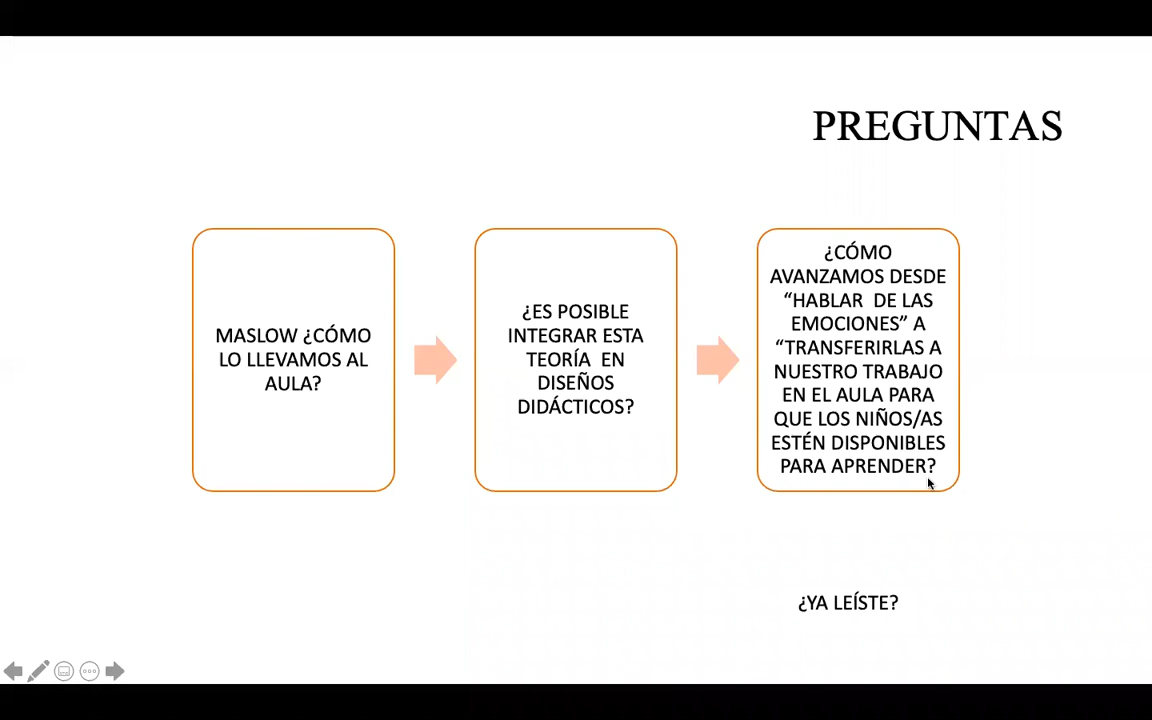 PREGUNTAS
MASLOW ¿CÓMO
LO LLEVAMOS AL
AULA?
¿ES POSIBLE
INTEGRAR ESTA
TEORÍA EN
DISEÑOS
DIDÁCTICOS?
¿CÓMO
AVANZAMOS DESDE
“HABLAR DE LAS
EMOCIONES” A
“TRANSFERIRLAS A
NUESTRO TRABAJO
EN EL AULA PARA
QUE LOS NIÑOS/AS
ESTÉN DISPONIBLES
PARA APRENDER?
¿YA LEÍSTE?